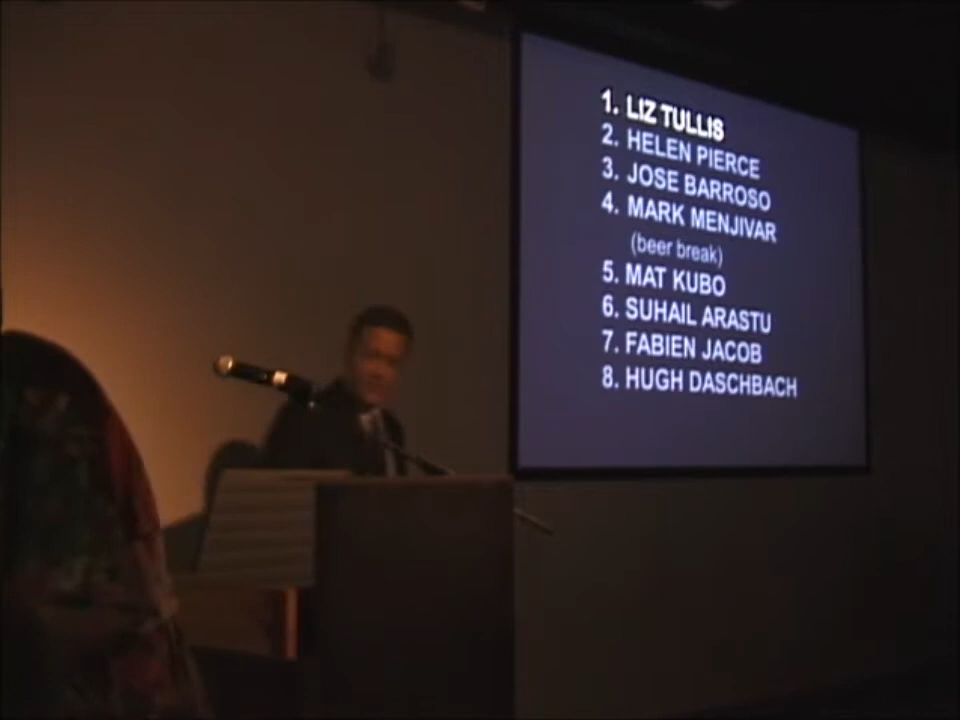 1. LIZ TULLIS
2. HELEN PIERCE
3. JOSE BARROSO
4. MARK MENJIVAR
(beer break)
5. MAT KUBO
6. SUHAIL ARASTU
7. FABIEN JACOB
8. HUGH DASCHBACH